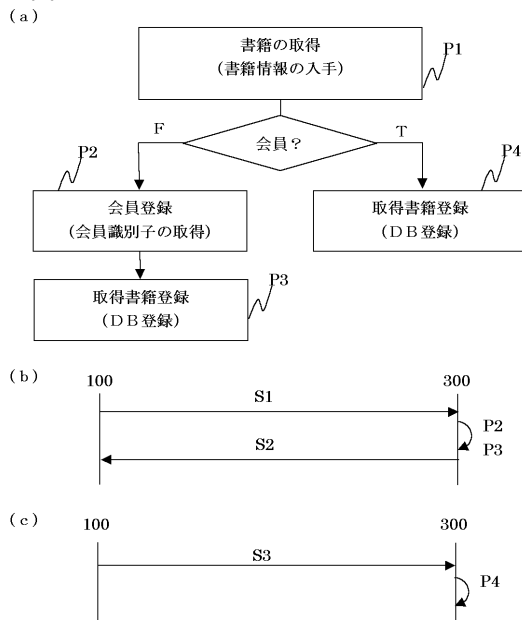 (a)
書籍の取得
(書籍情報の入手)
P1
F
会員?
T
P2
P4
会員登録
(会員識別子の取得)
取得書籍登録
(DB登録)
P3
取得書籍登録
(DB登録)
(b)
100
300
S1
P2
S2
P3
(c)
100
300
S3
P4